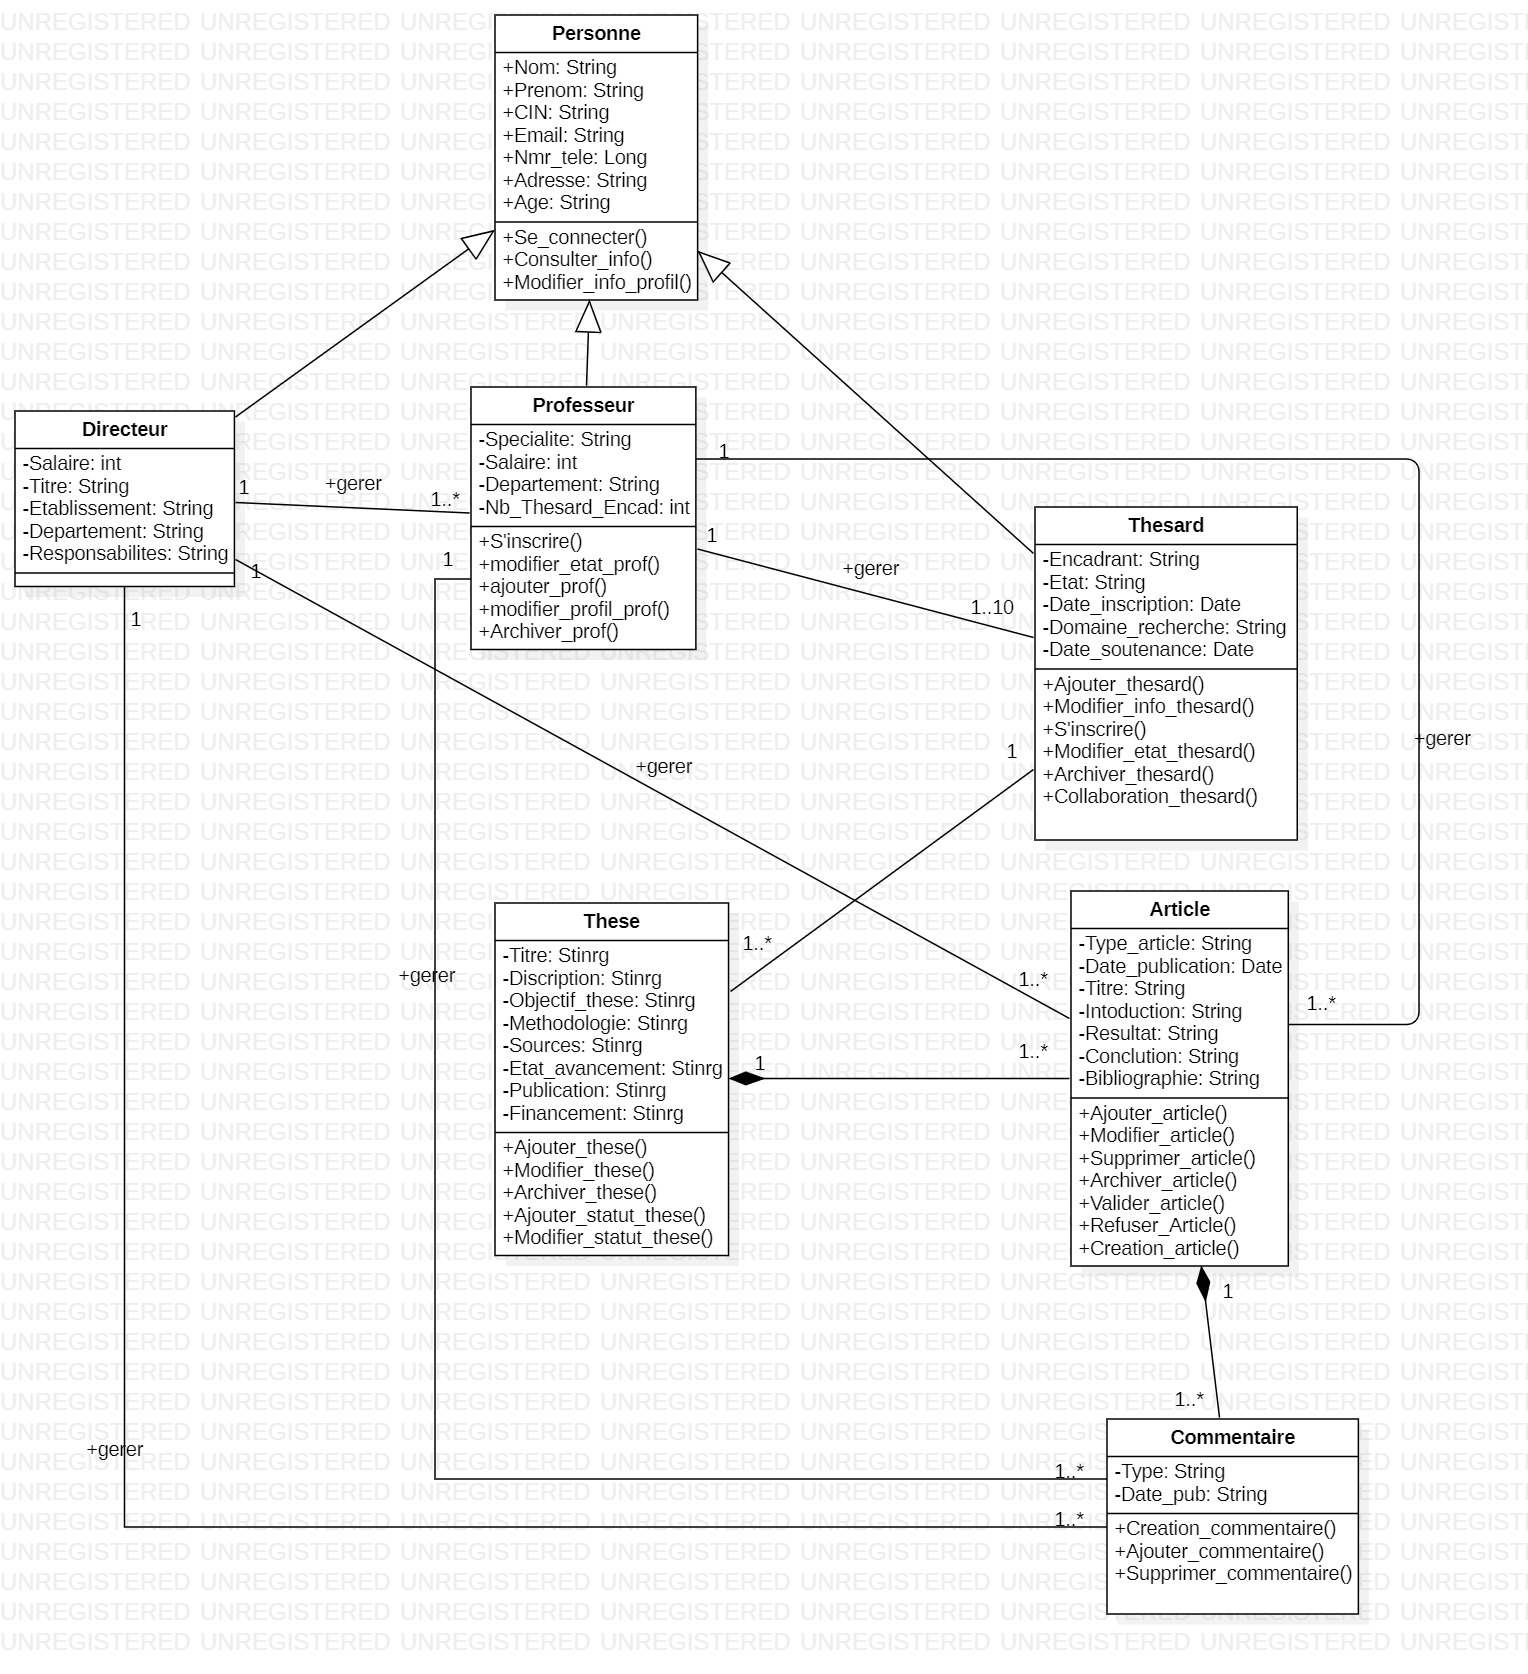 Personne
+Nom: String
+Prenom: String
+CIN: String
+Email: String
+Nmr_tele: Long
+Adresse: String
+Age: String
+Se_connecter()
+Consulter_info()
+Modifier_info_profil()
Directeur
-Salaire: int
-Titre: String
-Etablissement: String
-Departement: String
-Responsabilites: String
1
+gerer
1..*
1
1
Professeur
-Specialite: String
-Salaire: int
-Departement: String
-Nb_Thesard_Encad: int
+S'inscrire()
+modifier_etat_prof()
+ajouter_prof()
+modifier_profil_prof()
+Archiver_prof()
1
1
1
+gerer
1..10
Thesard
-Encadrant: String
-Etat: String
-Date_inscription: Date
-Domaine_recherche: String
-Date_soutenance: Date
+Ajouter_thesard()
+Modifier_info_thesard()
+S'inscrire()
+Modifier_etat_thesard()
+Archiver_thesard()
+Collaboration_thesard()
1
+gerer
+gerer
+gerer
These
-Titre: Stinrg
-Discription: Stinrg
-Objectif_these: Stinrg
-Methodologie: Stinrg
-Sources: Stinrg
-Etat_avancement: Stinrg
-Publication: Stinrg
-Financement: Stinrg
+Ajouter_these()
+Modifier_these()
+Archiver_these()
+Ajouter_statut_these()
+Modifier_statut_these()
1..*
1..*
1
1..*
Article
-Type_article: String
-Date_publication: Date
-Titre: String
-Intoduction: String
-Resultat: String
-Conclution: String
-Bibliographie: String
+Ajouter_article()
+Modifier_article()
+Supprimer_article()
+Archiver_article()
+Valider_article()
+Refuser_Article()
+Creation_article()
1..*
1
1..*
+gerer
1..*
1..*
Commentaire
-Type: String
-Date_pub: String
+Creation_commentaire()
+Ajouter_commentaire()
+Supprimer_commentaire()
UNREGISTERED